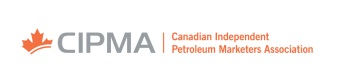 CIPMA
Canadian Independent
Petroleum Marketers Association